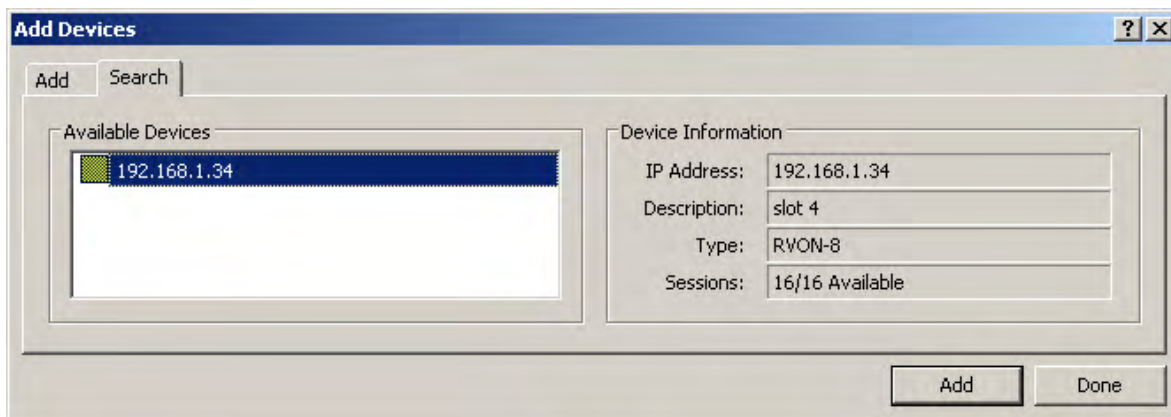 Add Devices
Add
Search
Available Devices
192.168.1.34
Device Information
IP Address: 192.168.1.34
Description: slot 4
Type: RVON-8
Sessions: 16/16 Available
Add
Done